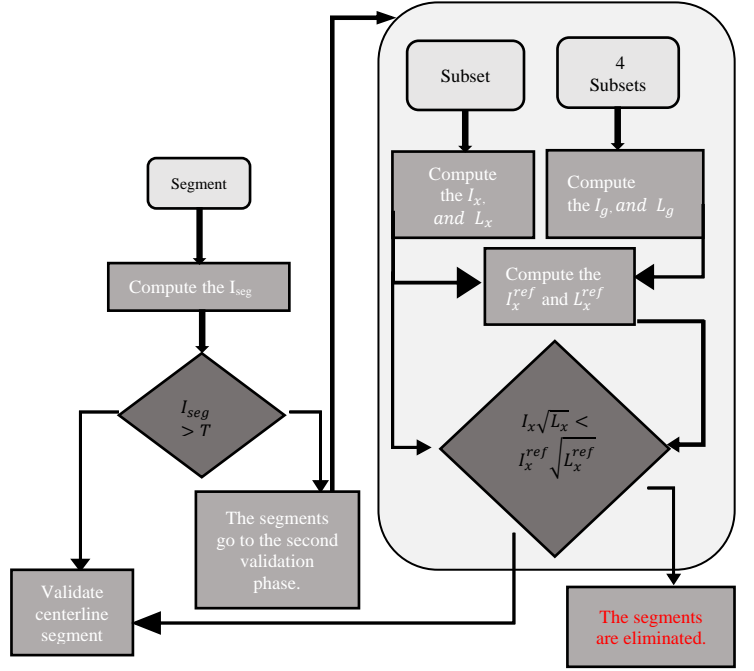 Segment
Compute the I_seg
I_seg
> T
The segments
go to the second
validation
phase.
Validate
centerline
segment
Subset
4
Subsets
Compute
the I_x,
and L_x
Compute
the I_g, and L_g
Compute the
I_x^ref and L_x^ref
I_x√L_x <
I_x^ref √L_x^ref
The segments
are eliminated.